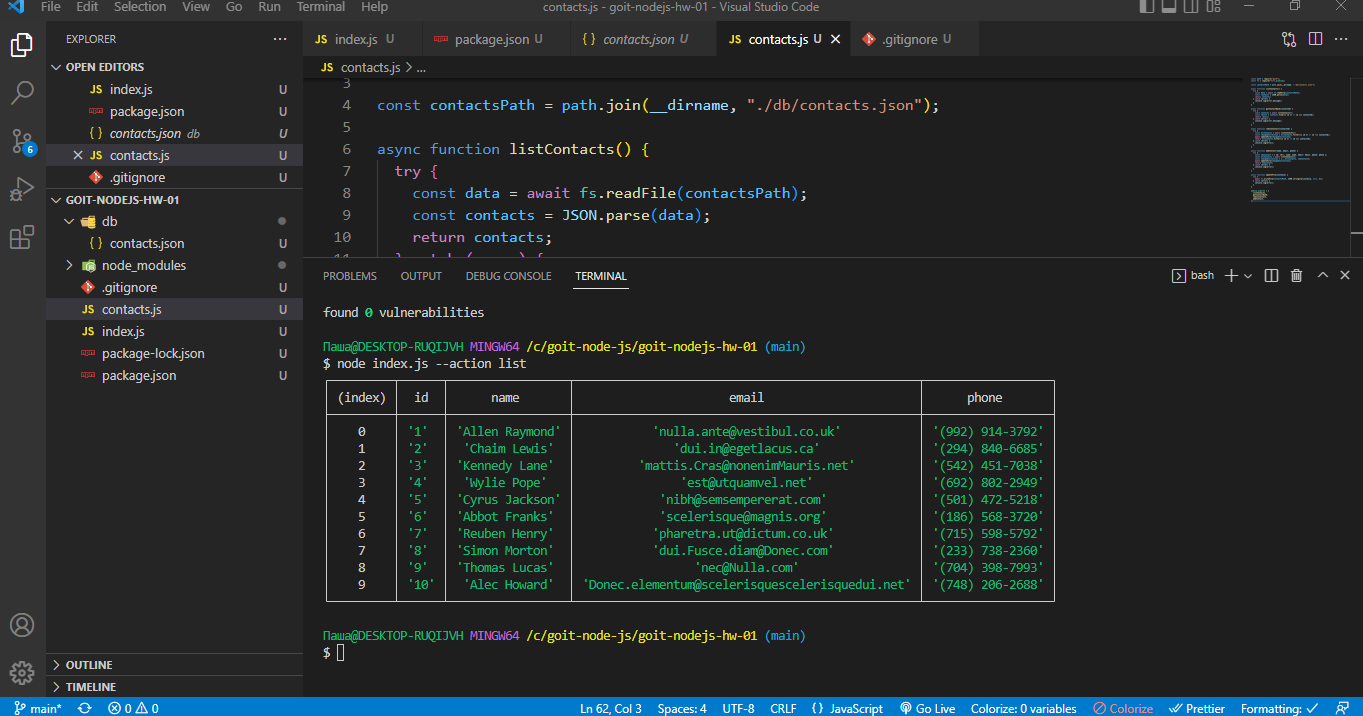 File Edit Selection View Go Run Terminal Help contacts.js - goit-nodejs-hw-01 - Visual Studio Code
EXPLORER ...
OPEN EDITORS
JS index.js U
package.json U
{ } contacts.json db U
JS contacts.js U
.gitignore U
GOIT-NODEJS-HW-01
db
{ } contacts.json U
node_modules
.gitignore U
JS contacts.js U
JS index.js U
package-lock.json U
package.json U
OUTLINE
TIMELINE
6
JS index.js U package.json U { } contacts.json U JS contacts.js U .gitignore U
JS contacts.js > ...
3
4 const contactsPath = path.join(__dirname, "./db/contacts.json");
5
6 async function listContacts() {
7 try {
8 const data = await fs.readFile(contactsPath);
9 const contacts = JSON.parse(data);
10 return contacts;
PROBLEMS OUTPUT DEBUG CONSOLE TERMINAL bash
found 0 vulnerabilities
Паша@DESKTOP-RUQIJVH MINGW64 /c/goit-node-js/goit-nodejs-hw-01 (main)
$ node index.js --action list
(index) id name email phone
0 '1' 'Allen Raymond' 'nulla.ante@vestibul.co.uk' '(992) 914-3792'
1 '2' 'Chaim Lewis' 'dui.in@egetlacus.ca' '(294) 840-6685'
2 '3' 'Kennedy Lane' 'mattis.Cras@nonenimMauris.net' '(542) 451-7038'
3 '4' 'Wylie Pope' 'est@utquamvel.net' '(692) 802-2949'
4 '5' 'Cyrus Jackson' 'nibh@semsempererat.com' '(501) 472-5218'
5 '6' 'Abbot Franks' 'scelerisque@magnis.org' '(186) 568-3720'
6 '7' 'Reuben Henry' 'pharetra.ut@dictum.co.uk' '(715) 598-5792'
7 '8' 'Simon Morton' 'dui.Fusce.diam@Donec.com' '(233) 738-2360'
8 '9' 'Thomas Lucas' 'nec@Nulla.com' '(704) 398-7993'
9 '10' 'Alec Howard' 'Donec.elementum@scelerisquescelerisquedui.net' '(748) 206-2688'
Паша@DESKTOP-RUQIJVH MINGW64 /c/goit-node-js/goit-nodejs-hw-01 (main)
$
main* 0 0 Ln 62, Col 3 Spaces: 4 UTF-8 CRLF { } JavaScript Go Live Colorize: 0 variables Colorize Prettier Formatting: